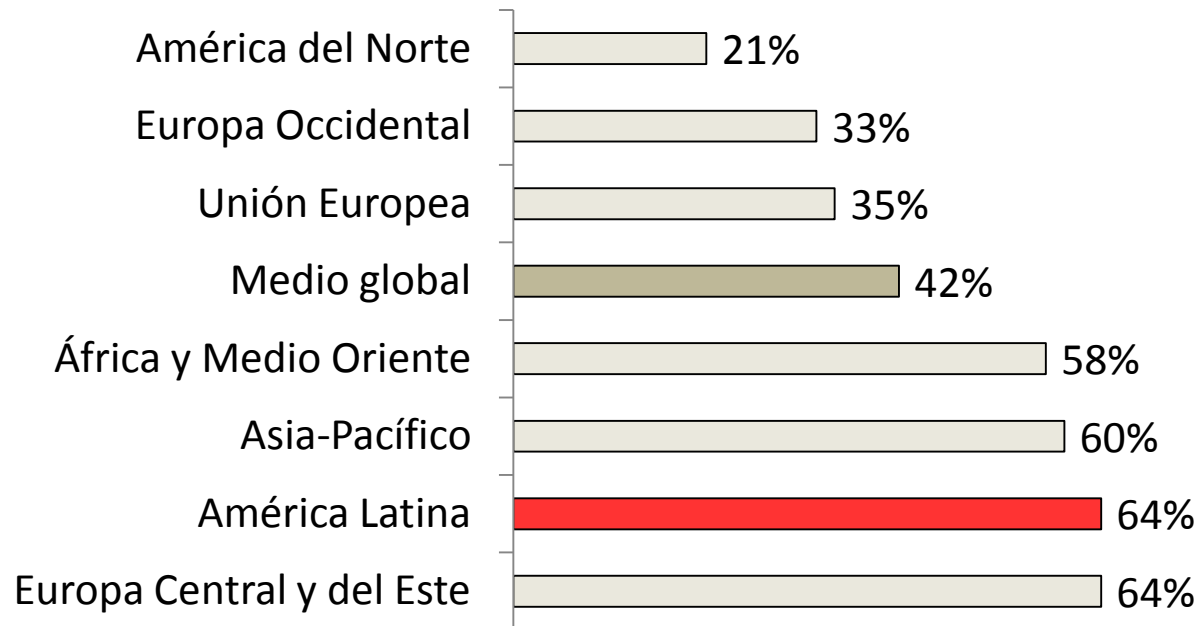 América del Norte 21%
Europa Occidental 33%
Unión Europea 35%
Medio global 42%
África y Medio Oriente 58%
Asia-Pacífico 60%
América Latina 64%
Europa Central y del Este 64%